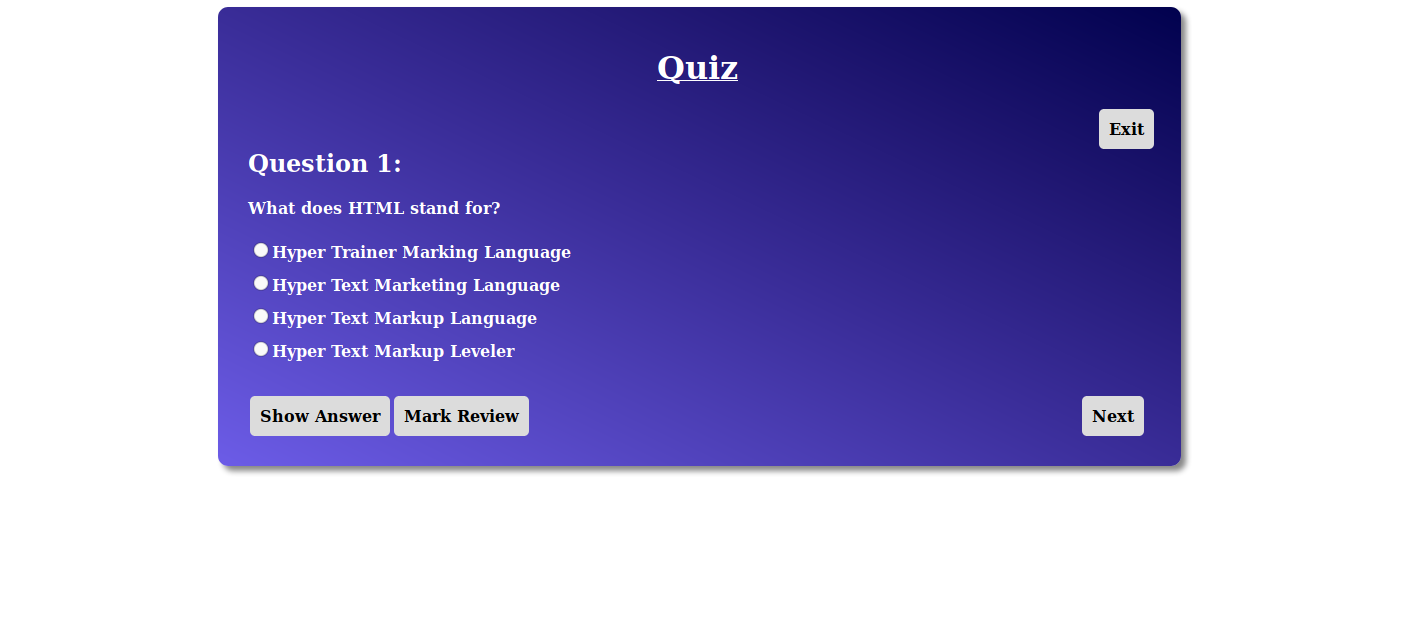 Quiz
Exit
Question 1:
What does HTML stand for?
Hyper Trainer Marking Language
Hyper Text Marketing Language
Hyper Text Markup Language
Hyper Text Markup Leveler
Show Answer Mark Review Next